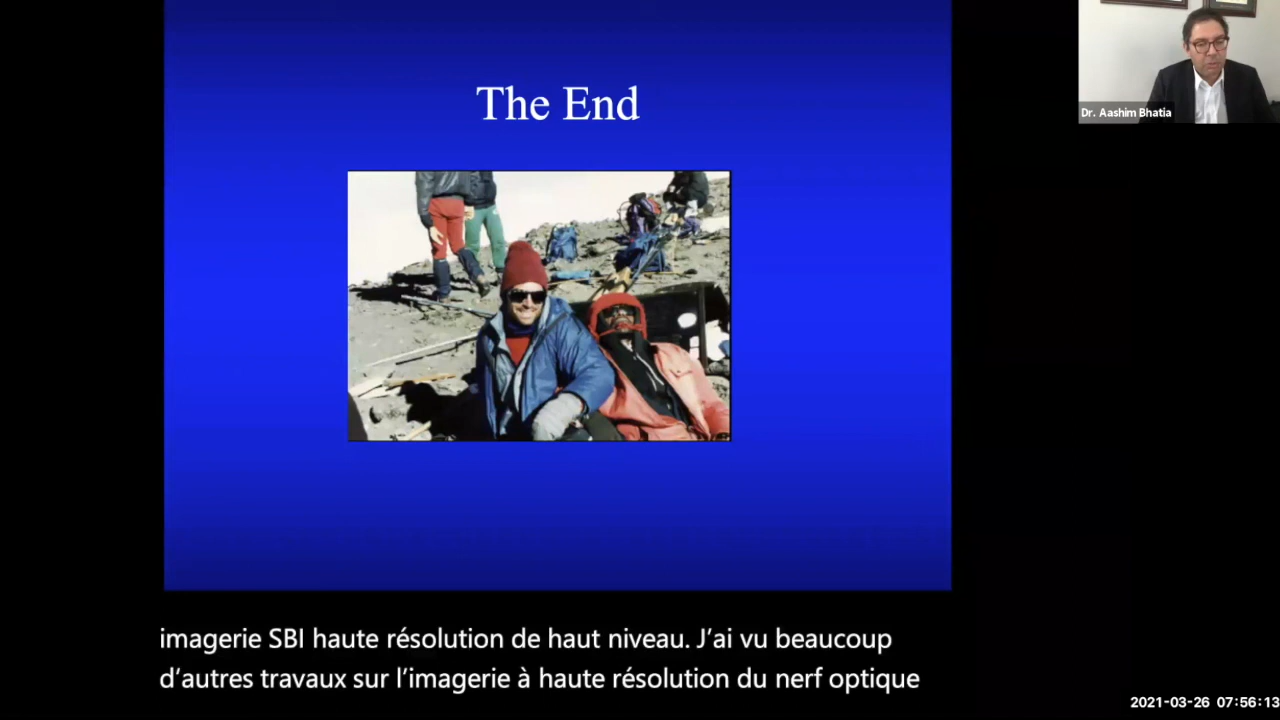 The End
Dr. Aashim Bhatia
imagerie SBI haute résolution de haut niveau. J’ai vu beaucoup
d’autres travaux sur l’imagerie à haute résolution du nerf optique
2021-03-26 07:56:13